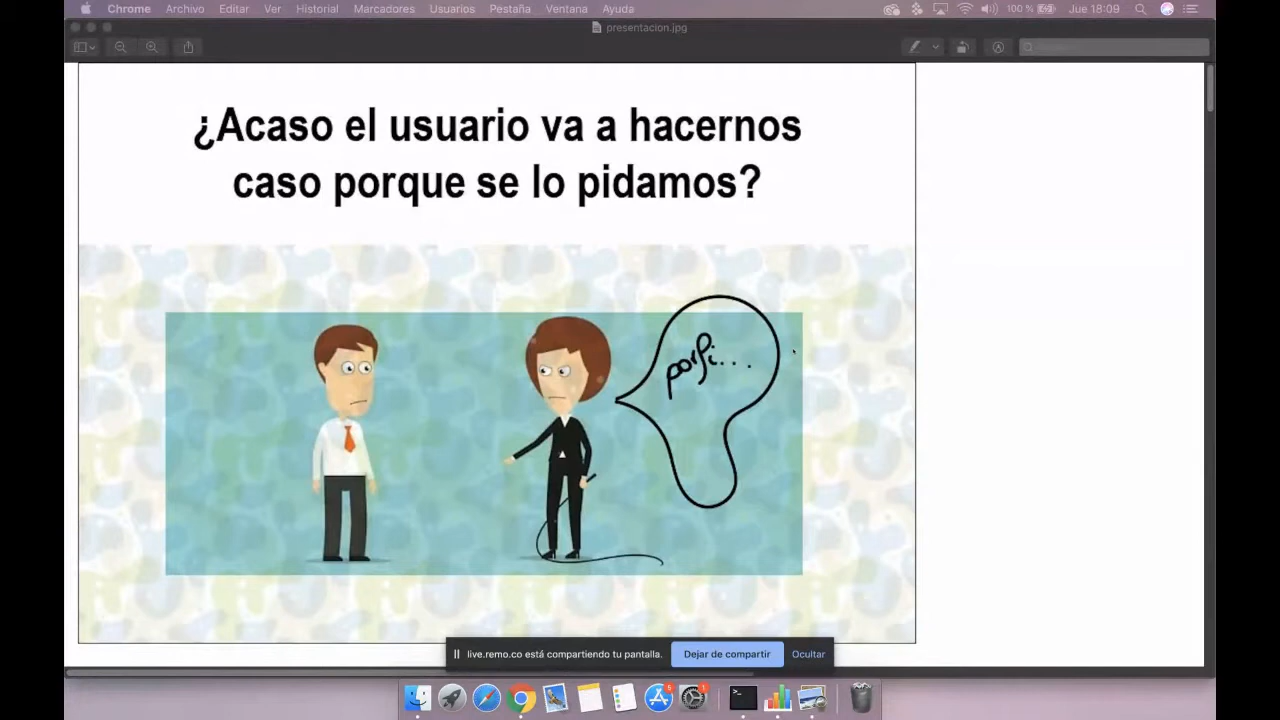 Chrome Archivo Editar Ver Historial Marcadores Usuarios Pestaña Ventana Ayuda 100 % Jue 18:09
presentacion.jpg
¿Acaso el usuario va a hacernos
caso porque se lo pidamos?
porfi...
live.remo.co está compartiendo tu pantalla. Dejar de compartir Ocultar
5
1